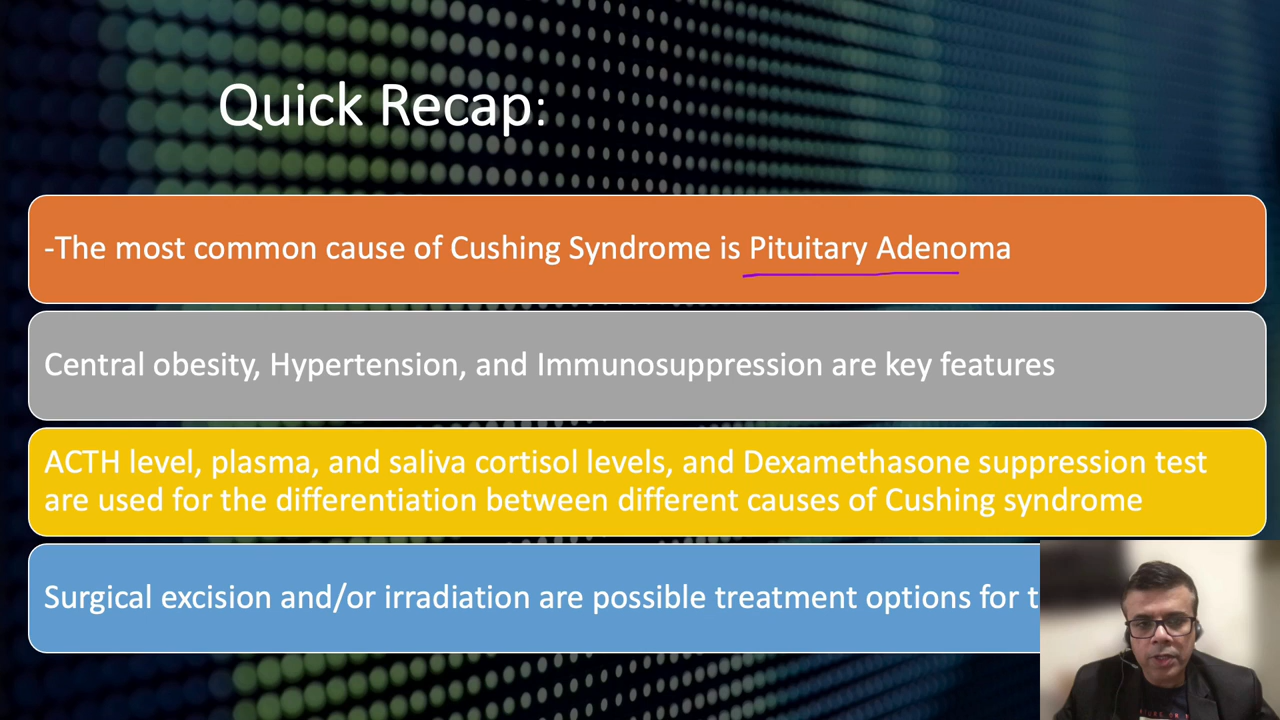 Quick Recap:
-The most common cause of Cushing Syndrome is Pituitary Adenoma
Central obesity, Hypertension, and Immunosuppression are key features
ACTH level, plasma, and saliva cortisol levels, and Dexamethasone suppression test
are used for the differentiation between different causes of Cushing syndrome
Surgical excision and/or irradiation are possible treatment options for